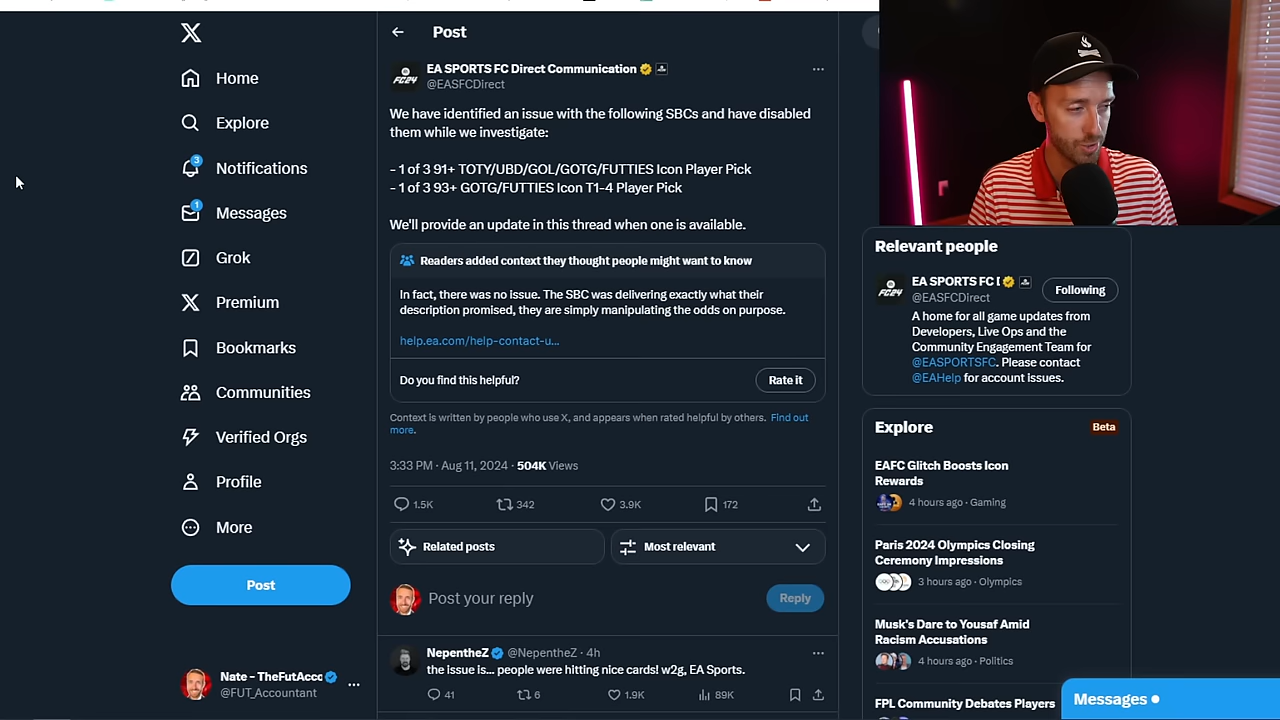 Post
EA SPORTS FC Direct Communication
@EASFCDirect
We have identified an issue with the following SBCs and have disabled
them while we investigate:
- 1 of 3 91+ TOTY/UBD/GOL/GOTG/FUTTIES Icon Player Pick
- 1 of 3 93+ GOTG/FUTTIES Icon T1-4 Player Pick
We'll provide an update in this thread when one is available.
Readers added context they thought people might want to know
In fact, there was no issue. The SBC was delivering exactly what their
description promised, they are simply manipulating the odds on purpose.
help.ea.com/help-contact-u...
Do you find this helpful?
Rate it
Context is written by people who use X, and appears when rated helpful by others. Find out
more.
3:33 PM · Aug 11, 2024 · 504K Views
1.5K
342
3.9K
172
Related posts
Most relevant
Post your reply
Reply
NepentheZ @NepentheZ · 4h
the issue is... people were hitting nice cards! w2g, EA Sports.
41
6
1.9K
89K
Home
Explore
3
Notifications
1
Messages
Grok
Premium
Bookmarks
Communities
Verified Orgs
Profile
More
Post
Nate – TheFutAcco
@FUT_Accountant
Relevant people
FC24
EA SPORTS FC
@EASFCDirect
Following
A home for all game updates from
Developers, Live Ops and the
Community Engagement Team for
@EASPORTSFC. Please contact
@EAHelp for account issues.
Explore
Beta
EAFC Glitch Boosts Icon
Rewards
4 hours ago · Gaming
Paris 2024 Olympics Closing
Ceremony Impressions
3 hours ago · Olympics
Musk's Dare to Yousaf Amid
Racism Accusations
4 hours ago · Politics
FPL Community Debates Players
Messages